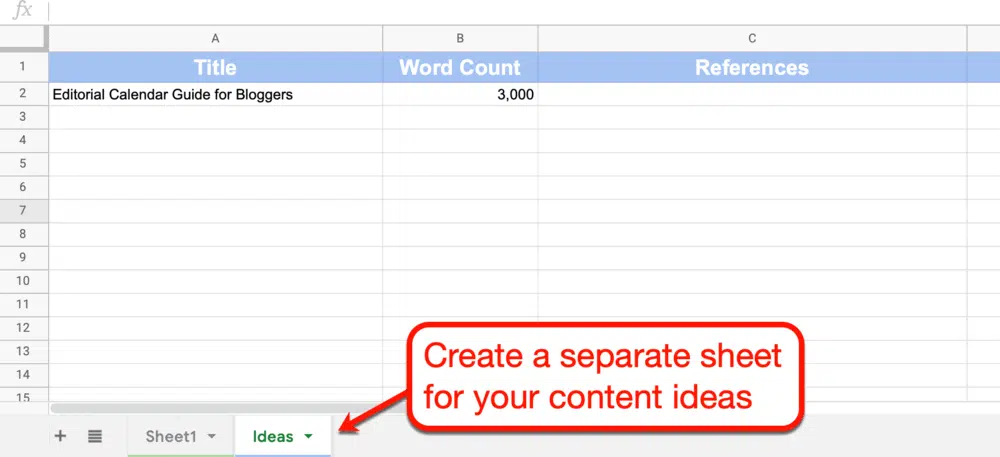 fx
A B C
1 Title Word Count References
2 Editorial Calendar Guide for Bloggers 3,000
3
4
5
6
7
8
9
10
11
12
13
14
15
Create a separate sheet
for your content ideas
+ Sheet1 Ideas